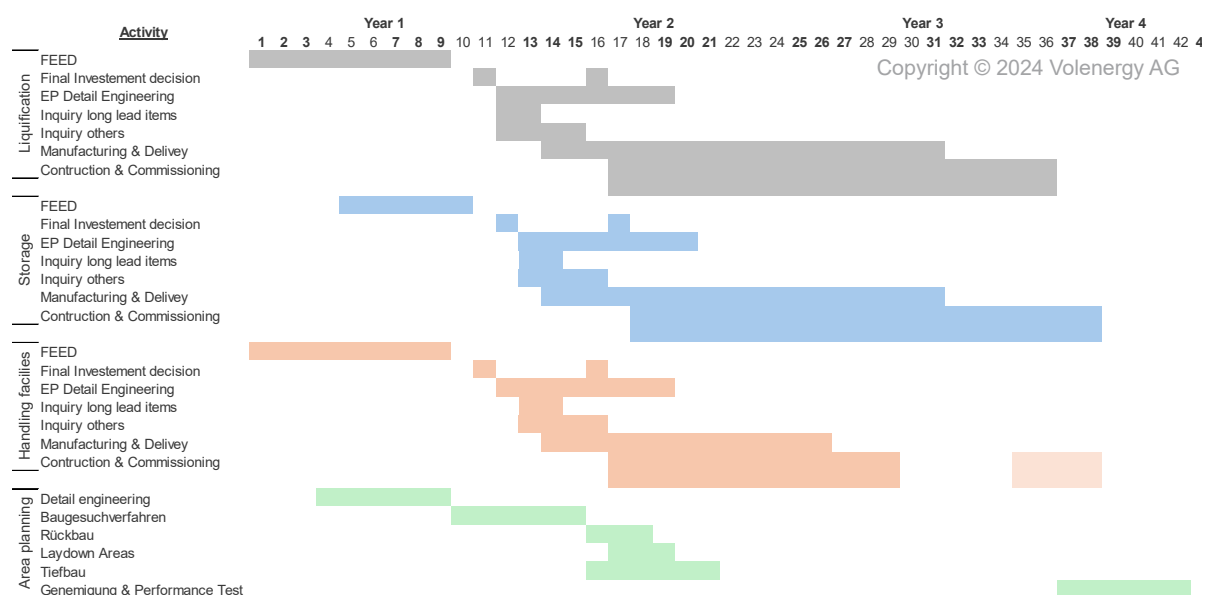 Activity
Year 1 Year 2 Year 3 Year 4
1 2 3 4 5 6 7 8 9 10 11 12 13 14 15 16 17 18 19 20 21 22 23 24 25 26 27 28 29 30 31 32 33 34 35 36 37 38 39 40 41 42 4
Copyright © 2024 Volenergy AG
Liquification
FEED
Final Investement decision
EP Detail Engineering
Inquiry long lead items
Inquiry others
Manufacturing & Delivey
Contruction & Commissioning
Storage
FEED
Final Investement decision
EP Detail Engineering
Inquiry long lead items
Inquiry others
Manufacturing & Delivey
Contruction & Commissioning
Handling facilies
FEED
Final Investement decision
EP Detail Engineering
Inquiry long lead items
Inquiry others
Manufacturing & Delivey
Contruction & Commissioning
Area planning
Detail engineering
Baugesuchverfahren
Rückbau
Laydown Areas
Tiefbau
Genemigung & Performance Test